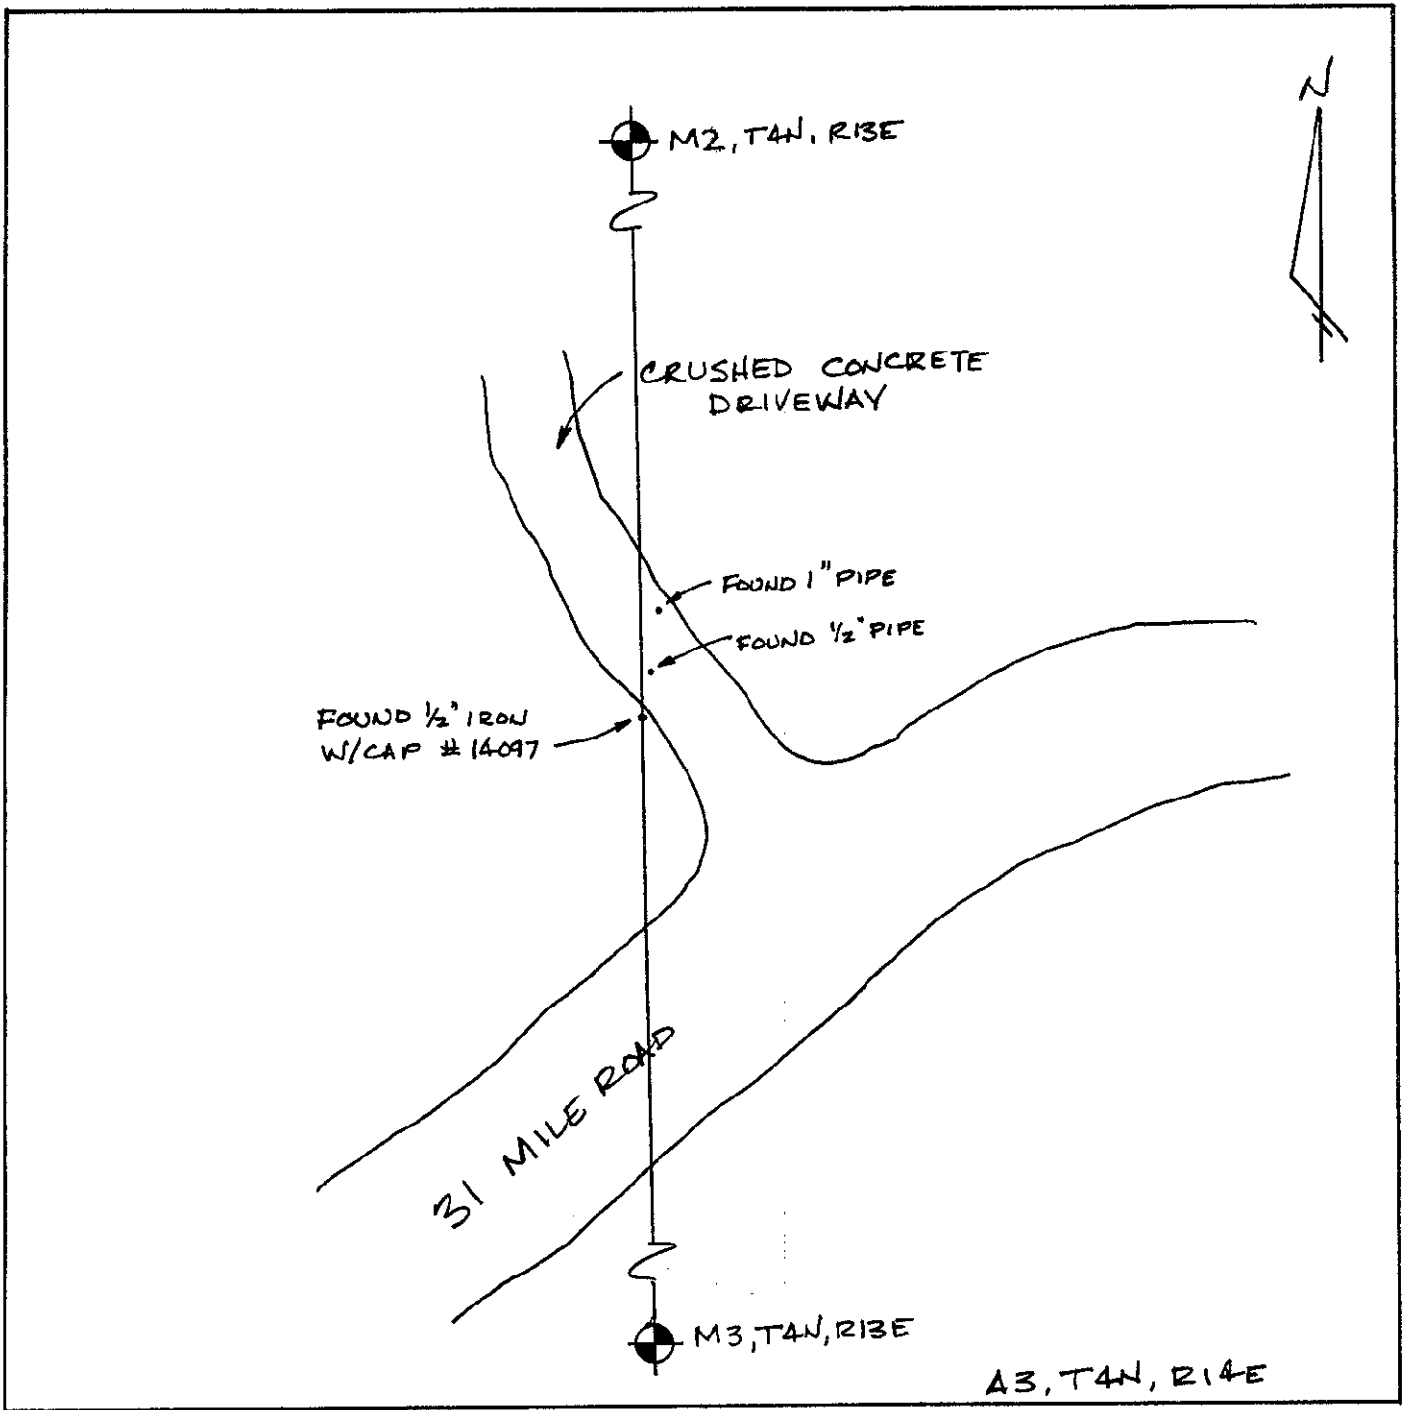 N
M2, T4N, R13E
CRUSHED CONCRETE
DRIVEWAY
FOUND 1" PIPE
FOUND 1/2" PIPE
FOUND 1/2" IRON
W/CAP # 14097
31 MILE ROAD
M3, T4N, R13E
A3, T4N, R14E